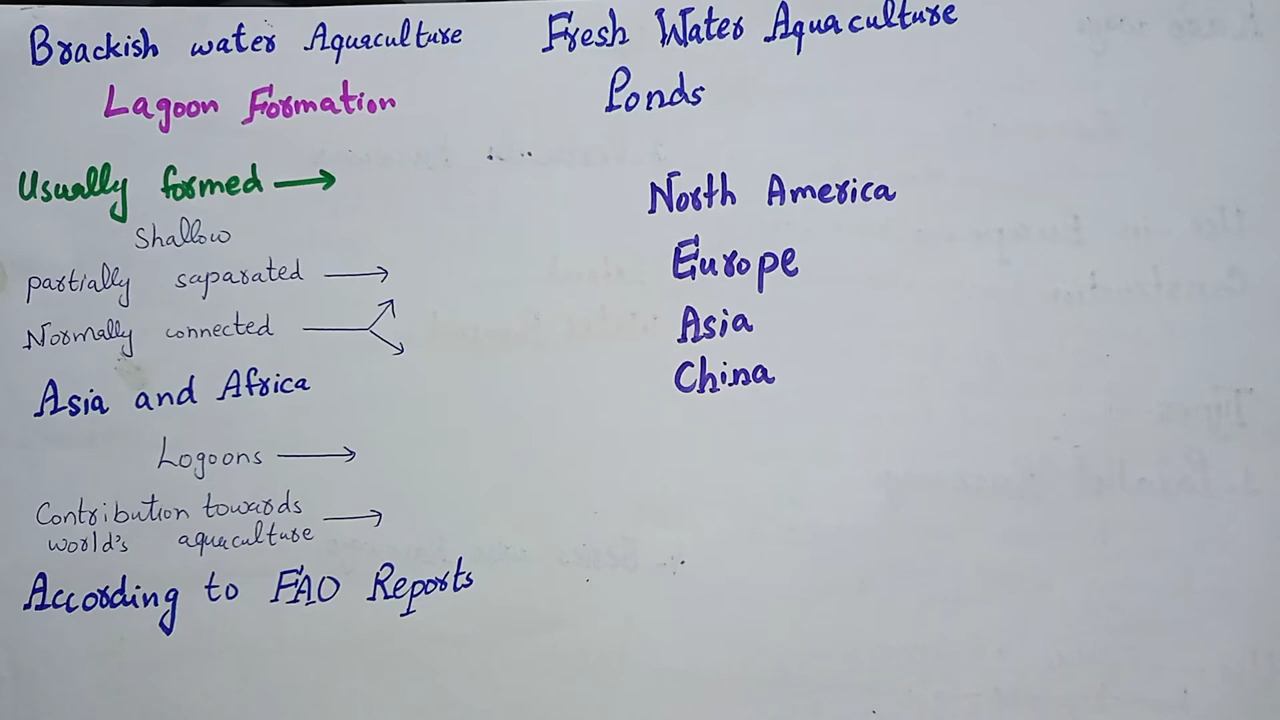 Brackish water Aquaculture
Lagoon Formation
Usually formed →
Shallow
partially saparated →
Normally connected
Asia and Africa
Logoons →
Contribution towards
world's aquaculture →
According to FAO Reports
Fresh Water Aquaculture
Ponds
North America
Europe
Asia
China